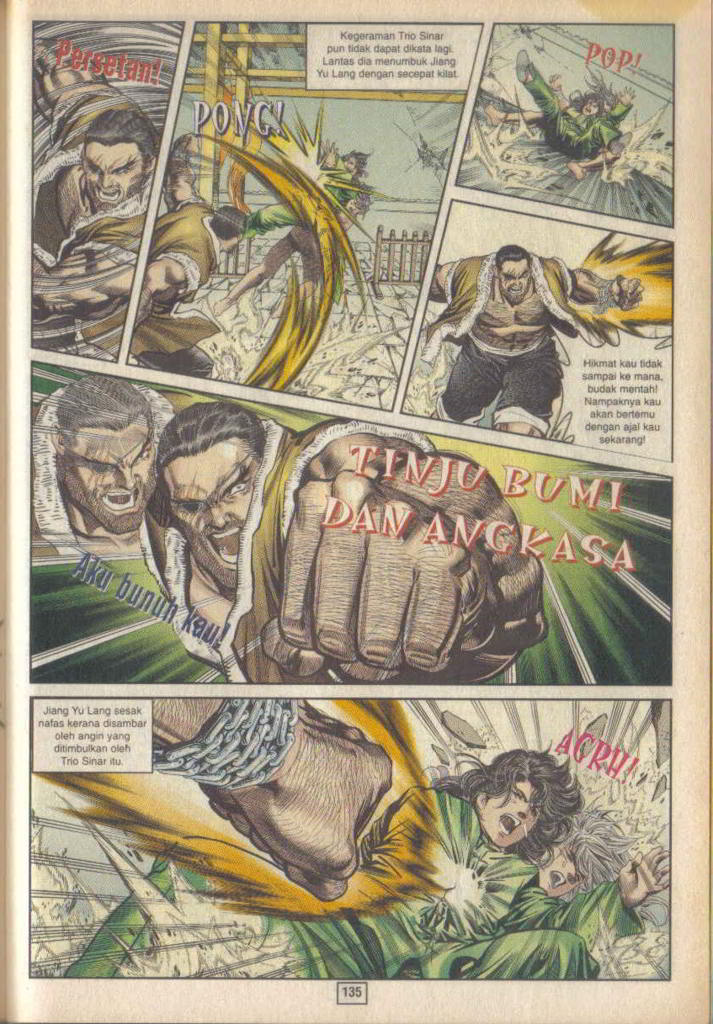 Persetan!
PONG!
Kegeraman Trio Sinar
pun tidak dapat dikata lagi.
Lantas dia menumbuk Jiang
Yu Lang dengan secepat kilat.
POP!
Hikmat kau tidak
sampai ke mana,
budak mentah!
Nampaknya kau
akan bertemu
dengan ajal kau
sekarang!
TINJU BUMI
DAN ANGKASA
Aku bunuh kau!
Jiang Yu Lang sesak
nafas kerana disambar
oleh angin yang
ditimbulkan oleh
Trio Sinar itu.
ACRH!
135